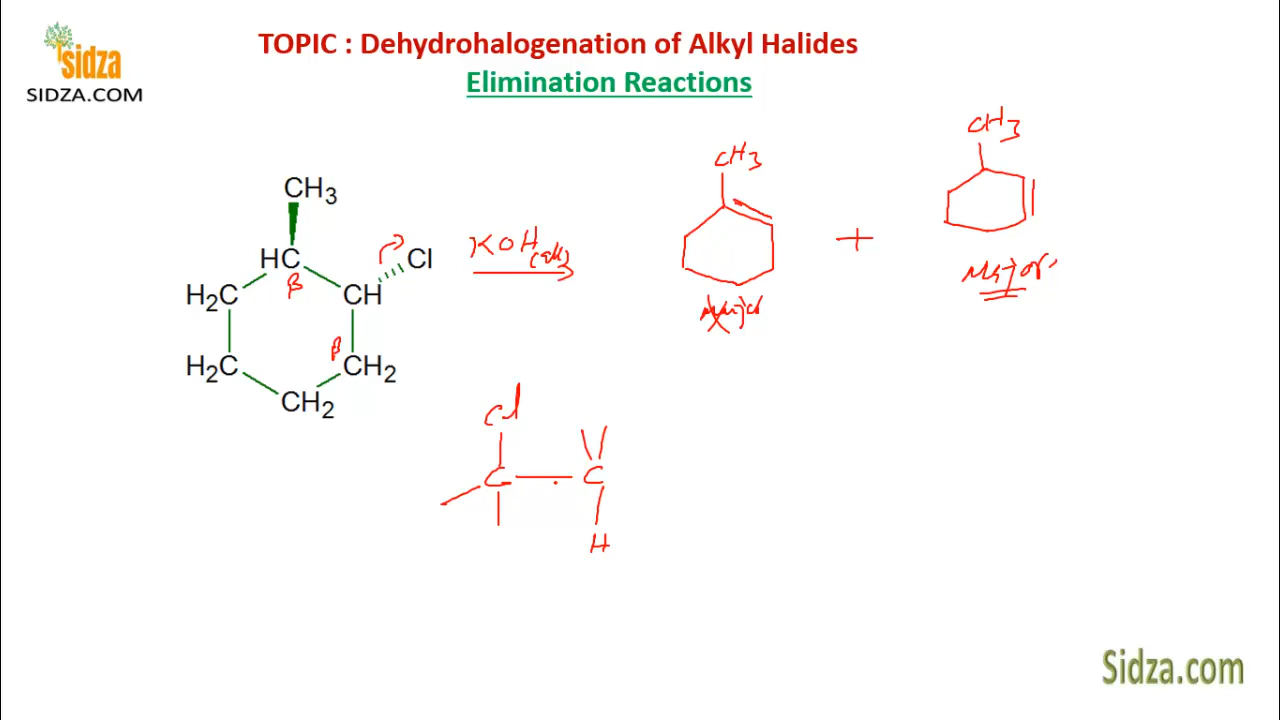 sidza
SIDZA.COM
TOPIC : Dehydrohalogenation of Alkyl Halides
Elimination Reactions
CH3
HC
β
Cl
H2C
CH
H2C
β
CH2
CH2
KOH (alc)
CH3
+
CH3
Major
Cl
C
C
H
Sidza.com